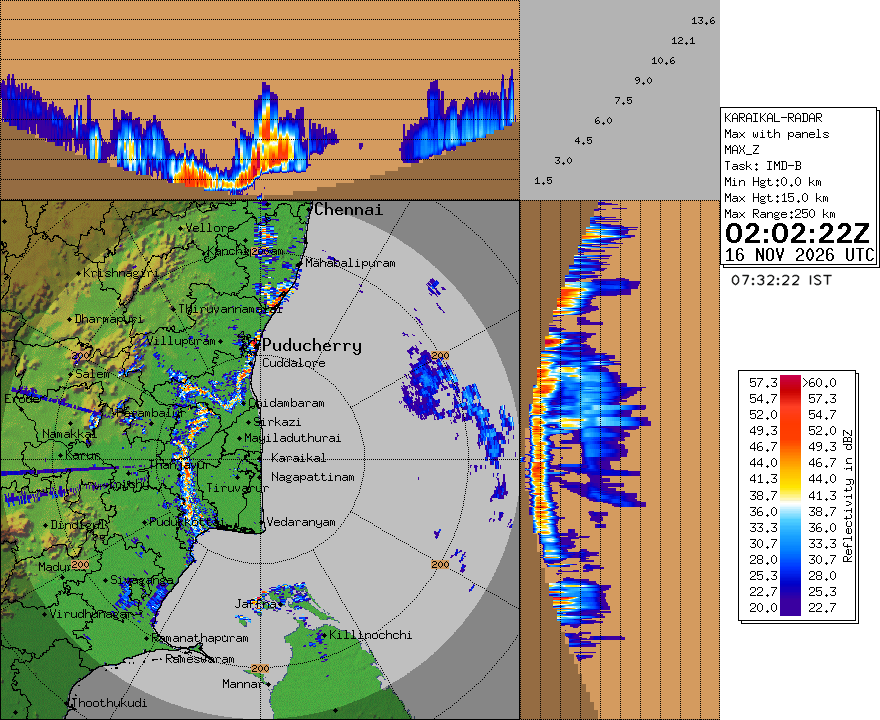 13.6
12.1
10.6
9.0
7.5
6.0
4.5
3.0
1.5
KARAIKAL-RADAR
Max with panels
MAX_Z
Task: IMD-B
Min Hgt:0.0 km
Max Hgt:15.0 km
Max Range:250 km
02:02:22Z
16 NOV 2026 UTC
07:32:22 IST
Chennai
Vellore
Kanchipuram
Mahabalipuram
Krishnagiri
Thiruvannamalai
Dharmapuri
Villupuram
Puducherry
200
Cuddalore
Salem
Erode
Chidambaram
Perambalur
Sirkazi
Namakkal
Mayiladuthurai
Karur
Karaikal
Thanjavur
Nagapattinam
Tiruvarur
Dindigul
Pudukkottai
Vedaranyam
200
200
Madurai
Sivaganga
Jaffna
Virudhunagar
Ramanathapuram
Killinochchi
Rameswaram
200
Mannar
Thoothukudi
57.3 >60.0
54.7 57.3
52.0 54.7
49.3 52.0
46.7 49.3
44.0 46.7
41.3 44.0
38.7 41.3
36.0 38.7
33.3 36.0
30.7 33.3
28.0 30.7
25.3 28.0
22.7 25.3
20.0 22.7
Reflectivity in dBZ